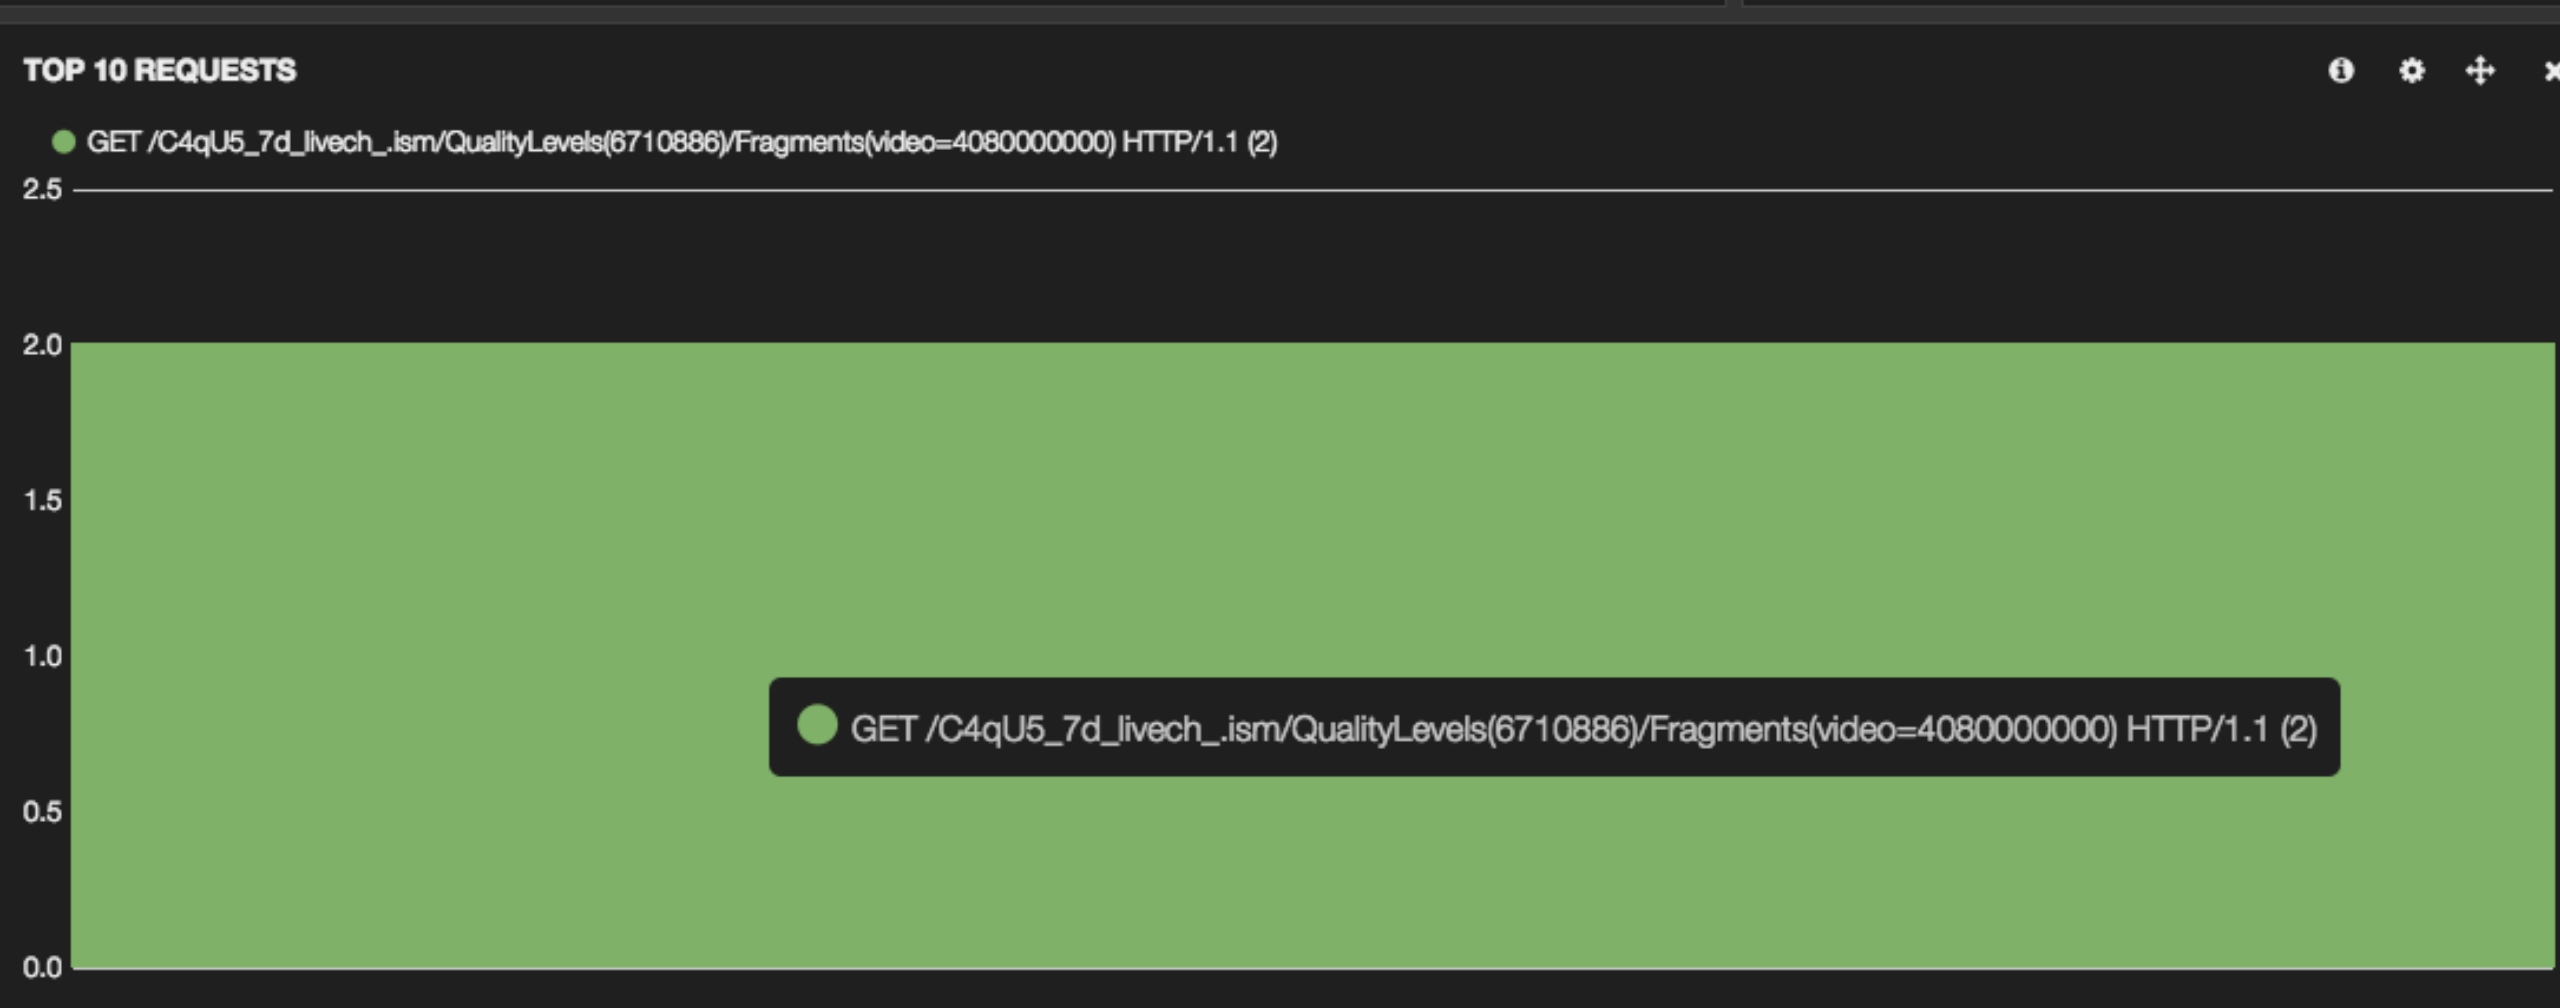 TOP 10 REQUESTS
GET /C4qU5_7d_livech_.ism/QualityLevels(6710886)/Fragments(video=4080000000) HTTP/1.1 (2)
2.5
2.0
1.5
1.0
GET /C4qU5_7d_livech_.ism/QualityLevels(6710886)/Fragments(video=4080000000) HTTP/1.1 (2)
0.5
0.0